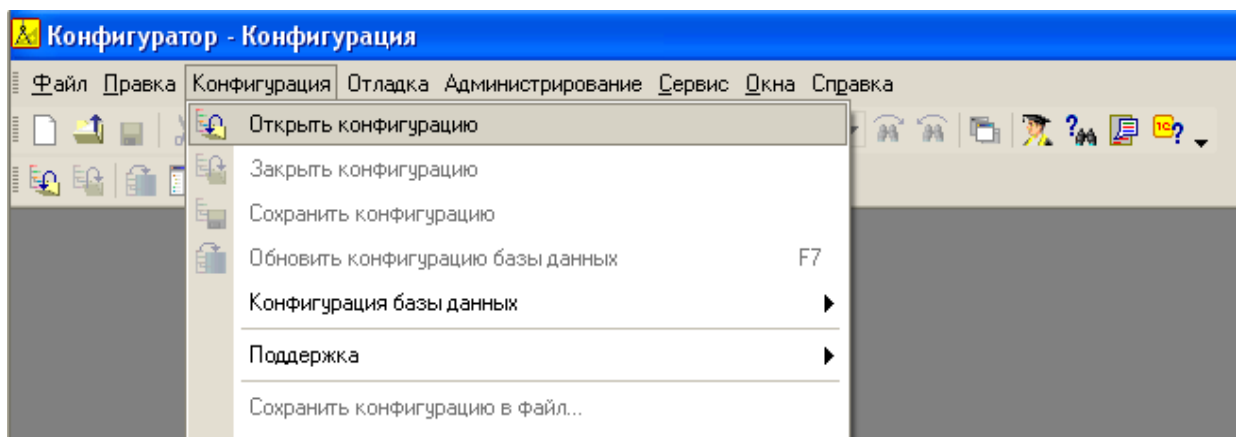 Конфигуратор - Конфигурация
Файл Правка Конфигурация Отладка Администрирование Сервис Окна Справка
Открыть конфигурацию
Закрыть конфигурацию
Сохранить конфигурацию
Обновить конфигурацию базы данных F7
Конфигурация базы данных
Поддержка
Сохранить конфигурацию в файл...